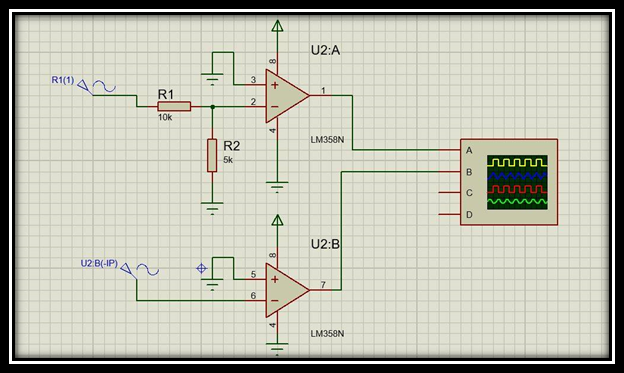 U2:A
8
R1(1)
R1
3
2
1
10k
4
LM358N
R2
5k
A
B
C
D
U2:B
8
U2:B(-IP)
5
6
7
4
LM358N